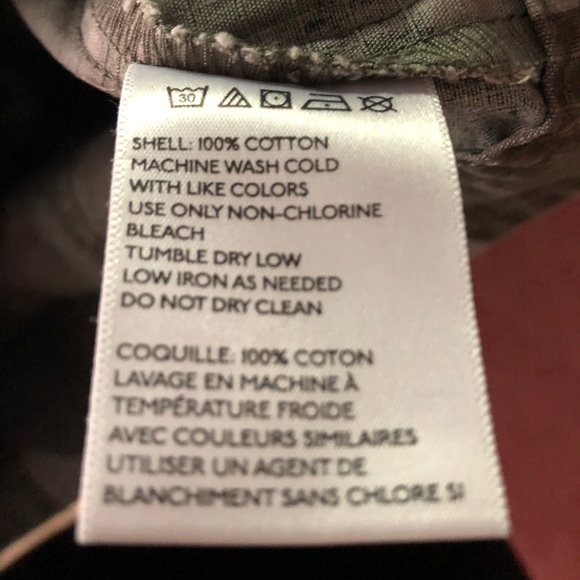 30
SHELL: 100% COTTON
MACHINE WASH COLD
WITH LIKE COLORS
USE ONLY NON-CHLORINE
BLEACH
TUMBLE DRY LOW
LOW IRON AS NEEDED
DO NOT DRY CLEAN
COQUILLE: 100% COTON
LAVAGE EN MACHINE À
TEMPÉRATURE FROIDE
AVEC COULEURS SIMILAIRES
UTILISER UN AGENT DE
BLANCHIMENT SANS CHLORE SI